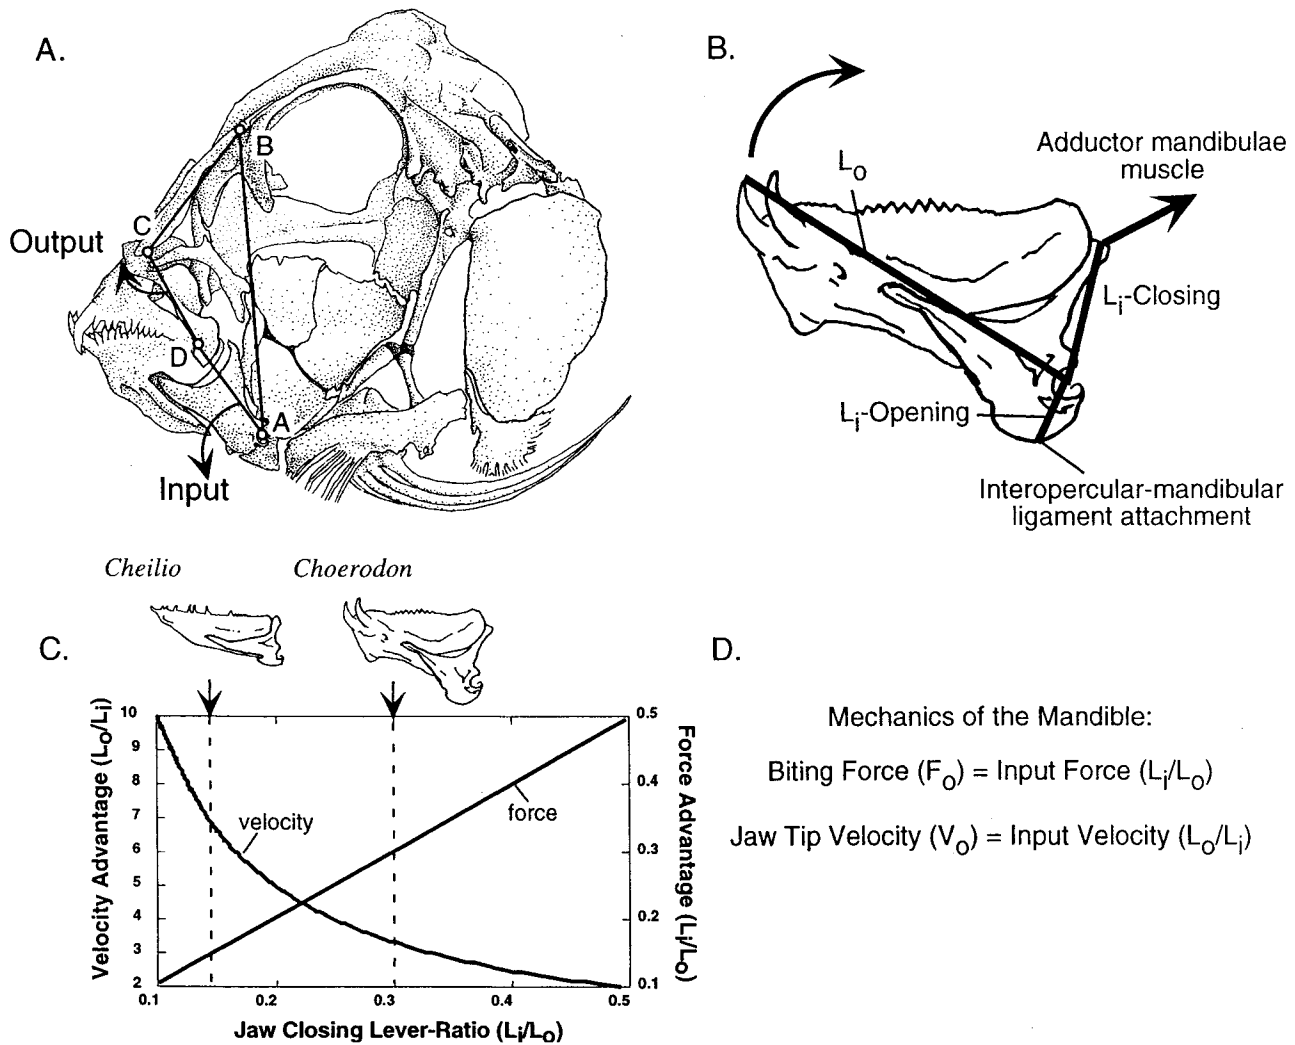 A.
B
C
Output
D
A
Input
B.
Lo
Adductor mandibulae
muscle
Li-Closing
Li-Opening
Interopercular-mandibular
ligament attachment
Cheilio
Choerodon
C.
Velocity Advantage (Lo/Li)
10
9
8
7
6
5
4
3
2
velocity
force
0.5
0.4
0.3
0.2
0.1
Force Advantage (Li/Lo)
0.1 0.2 0.3 0.4 0.5
Jaw Closing Lever-Ratio (Li/Lo)
D.
Mechanics of the Mandible:
Biting Force (Fo) = Input Force (Li/Lo)
Jaw Tip Velocity (Vo) = Input Velocity (Lo/Li)